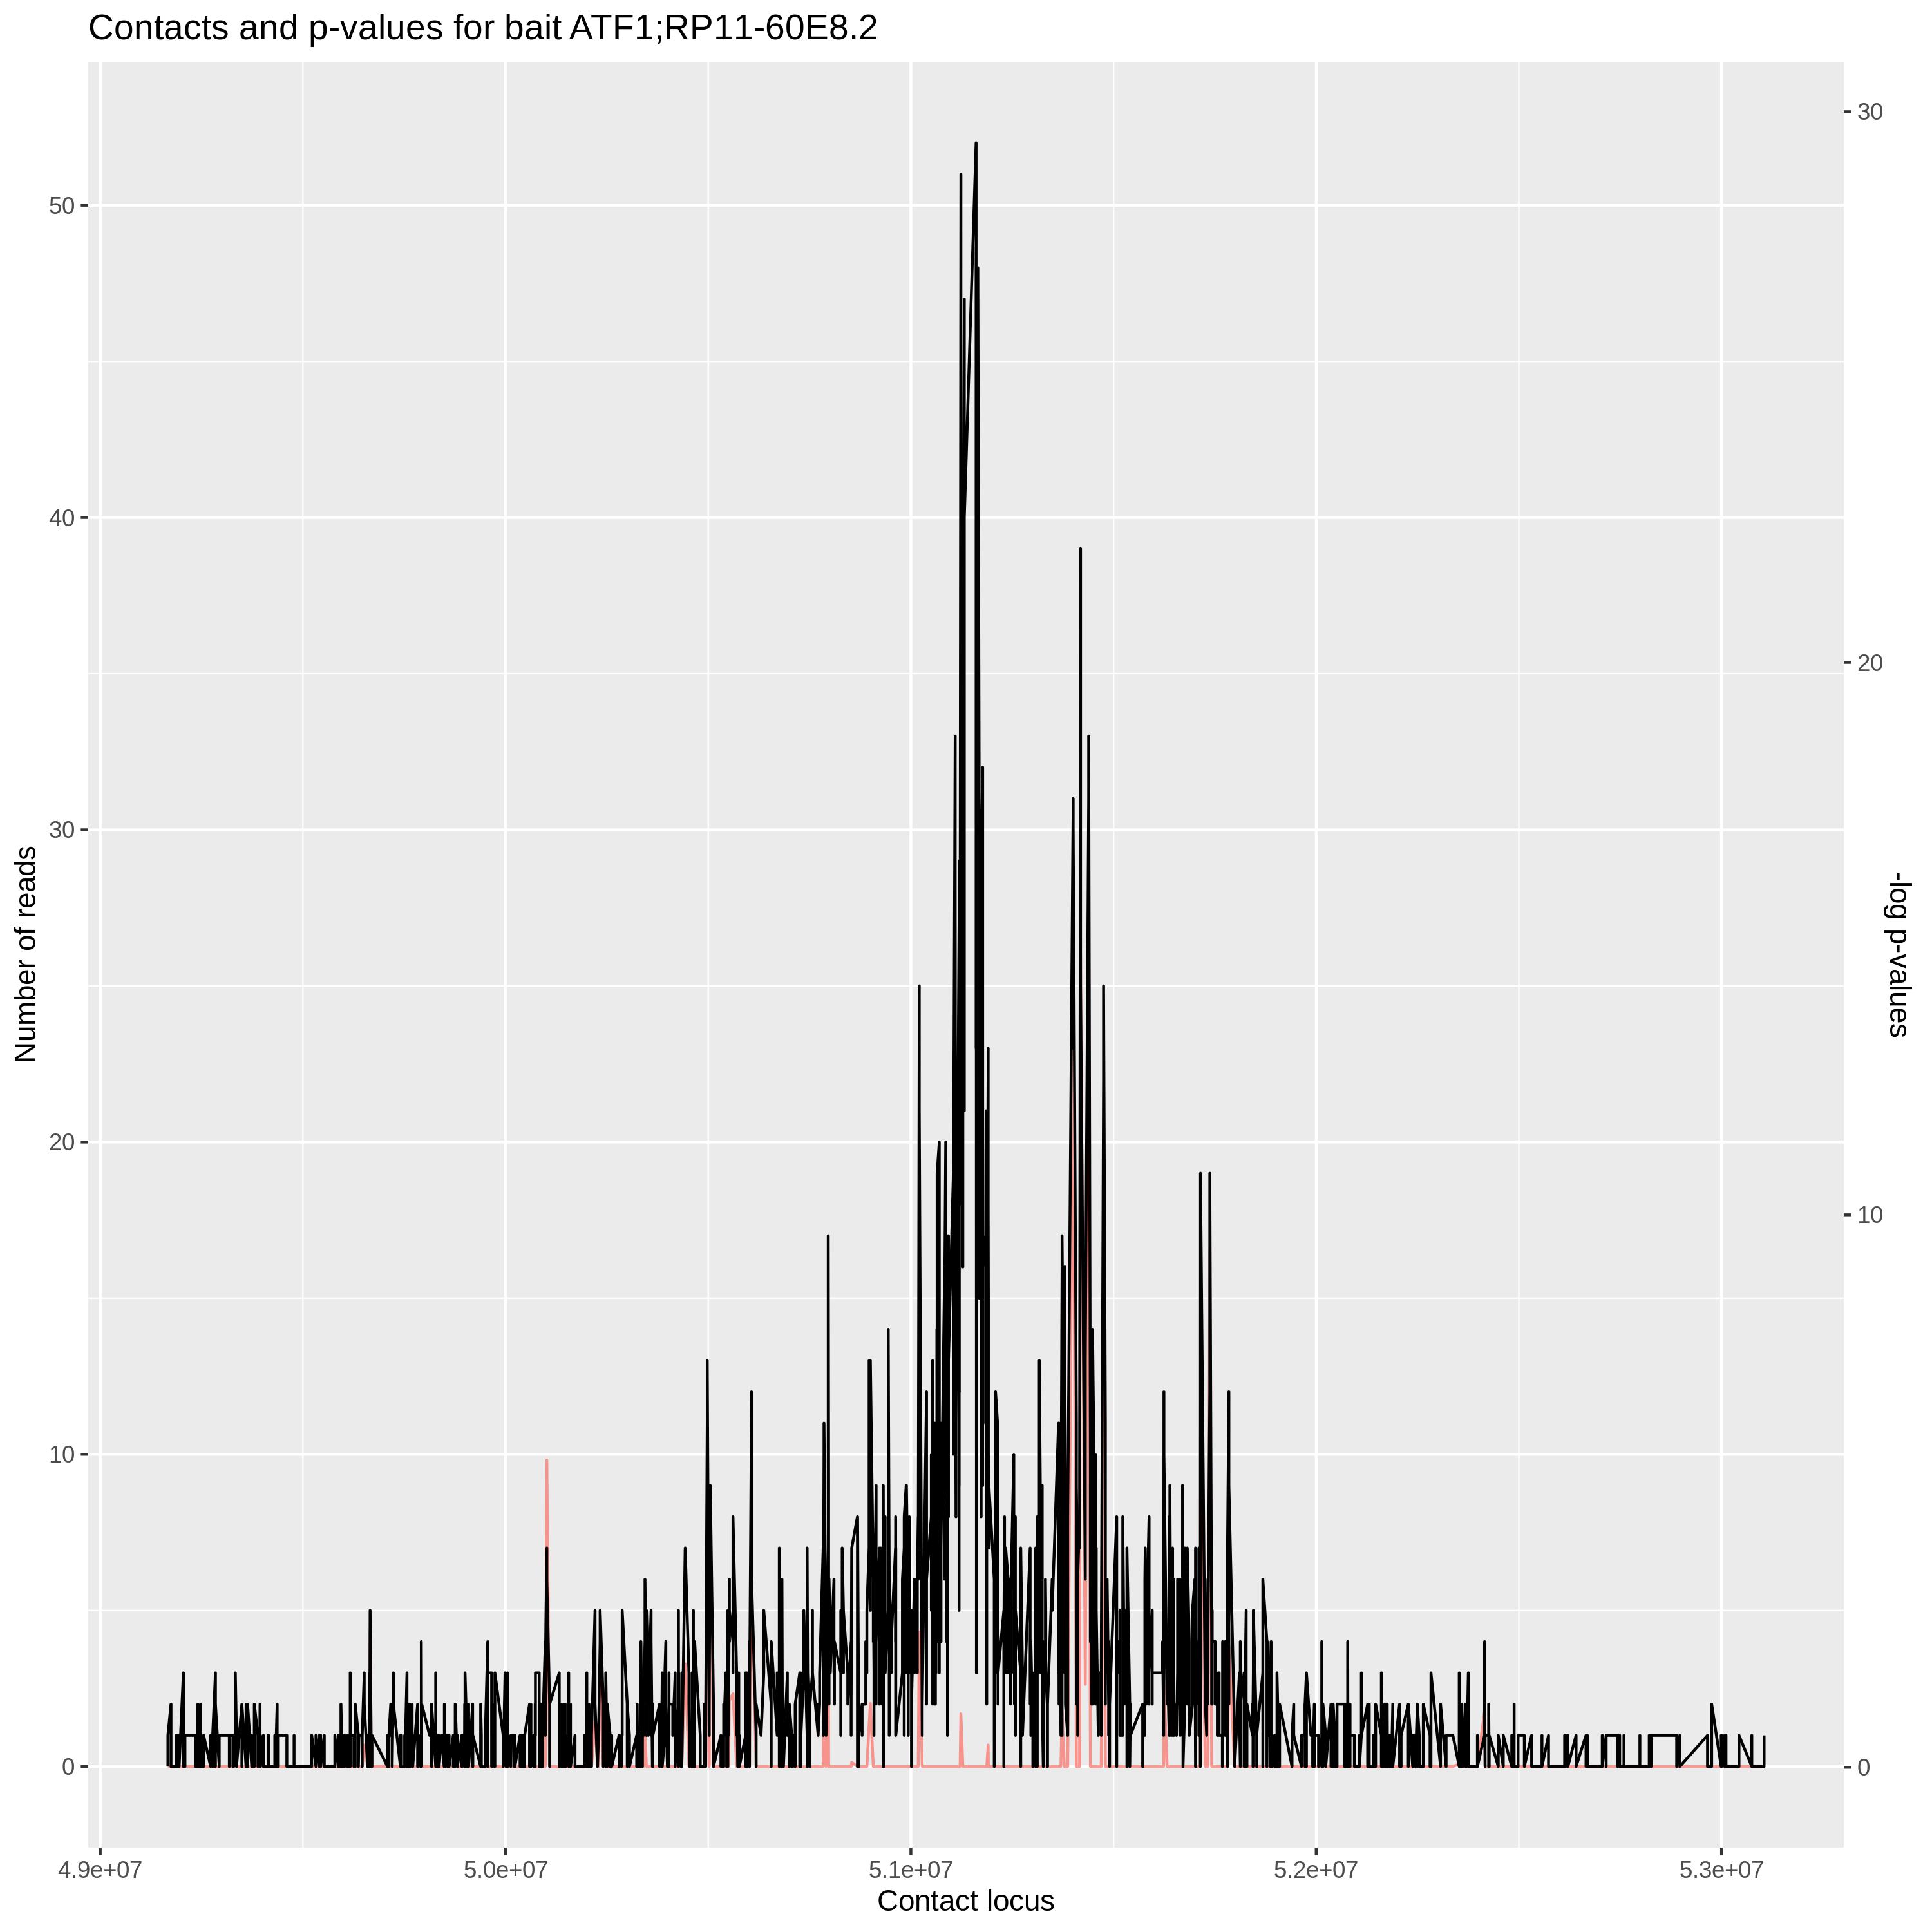 Contacts and p-values for bait ATF1;RP11-60E8.2
30
50
40
20
30
Number of reads
-log p-values
20
10
10
0
0
4.9e+07
5.0e+07
5.1e+07
5.2e+07
5.3e+07
Contact locus